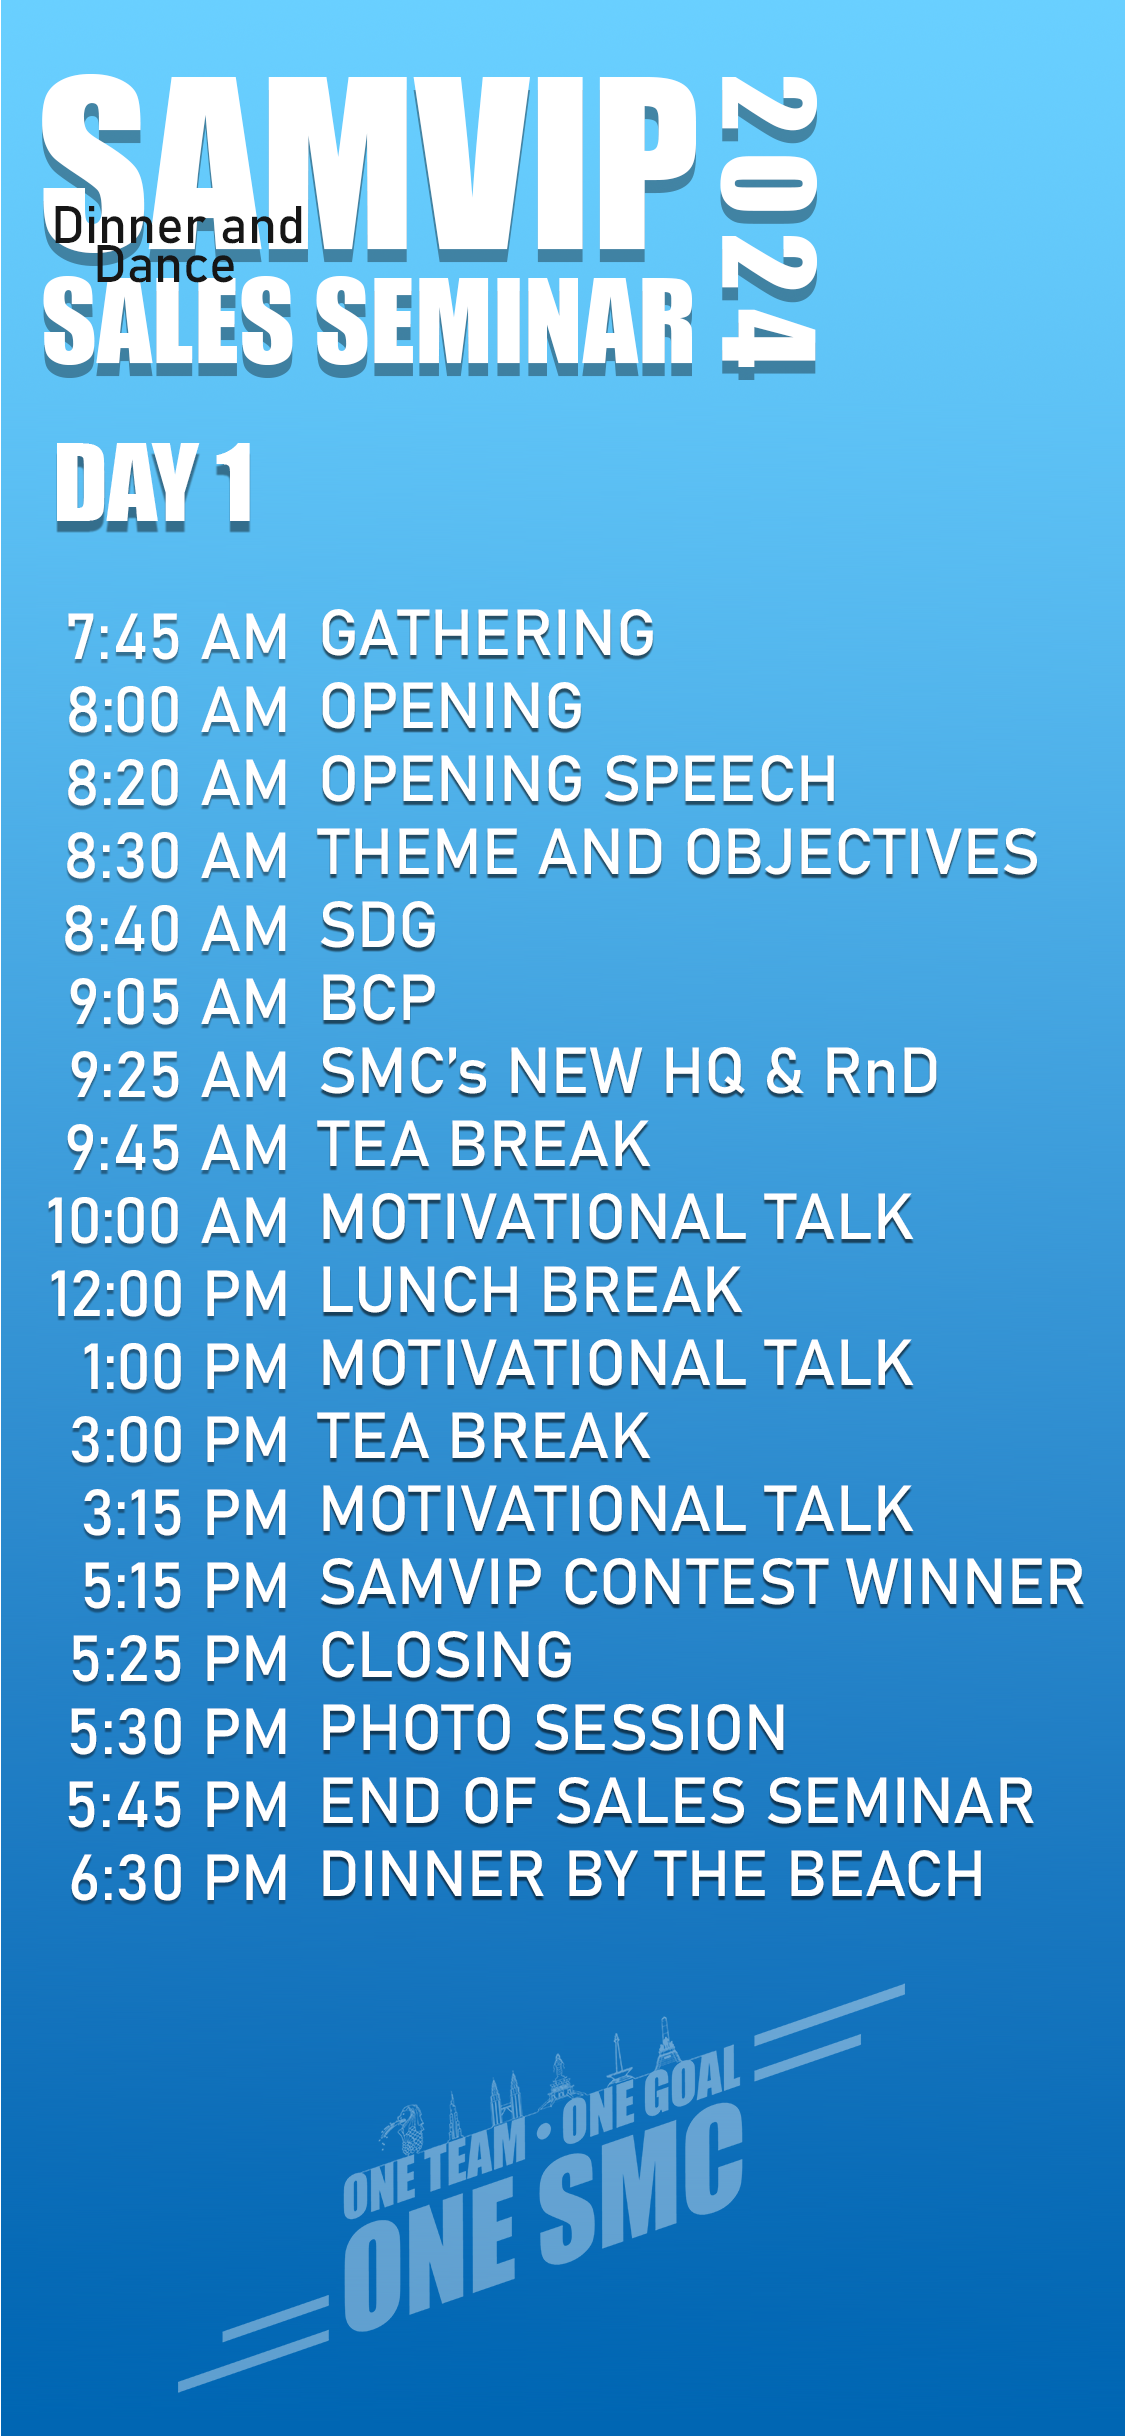 SAMVIP
2024
Dinner and
Dance
SALES SEMINAR
DAY 1
7:45 AM GATHERING
8:00 AM OPENING
8:20 AM OPENING SPEECH
8:30 AM THEME AND OBJECTIVES
8:40 AM SDG
9:05 AM BCP
9:25 AM SMC’s NEW HQ & RnD
9:45 AM TEA BREAK
10:00 AM MOTIVATIONAL TALK
12:00 PM LUNCH BREAK
1:00 PM MOTIVATIONAL TALK
3:00 PM TEA BREAK
3:15 PM MOTIVATIONAL TALK
5:15 PM SAMVIP CONTEST WINNER
5:25 PM CLOSING
5:30 PM PHOTO SESSION
5:45 PM END OF SALES SEMINAR
6:30 PM DINNER BY THE BEACH
ONE TEAM • ONE GOAL
ONE SMC